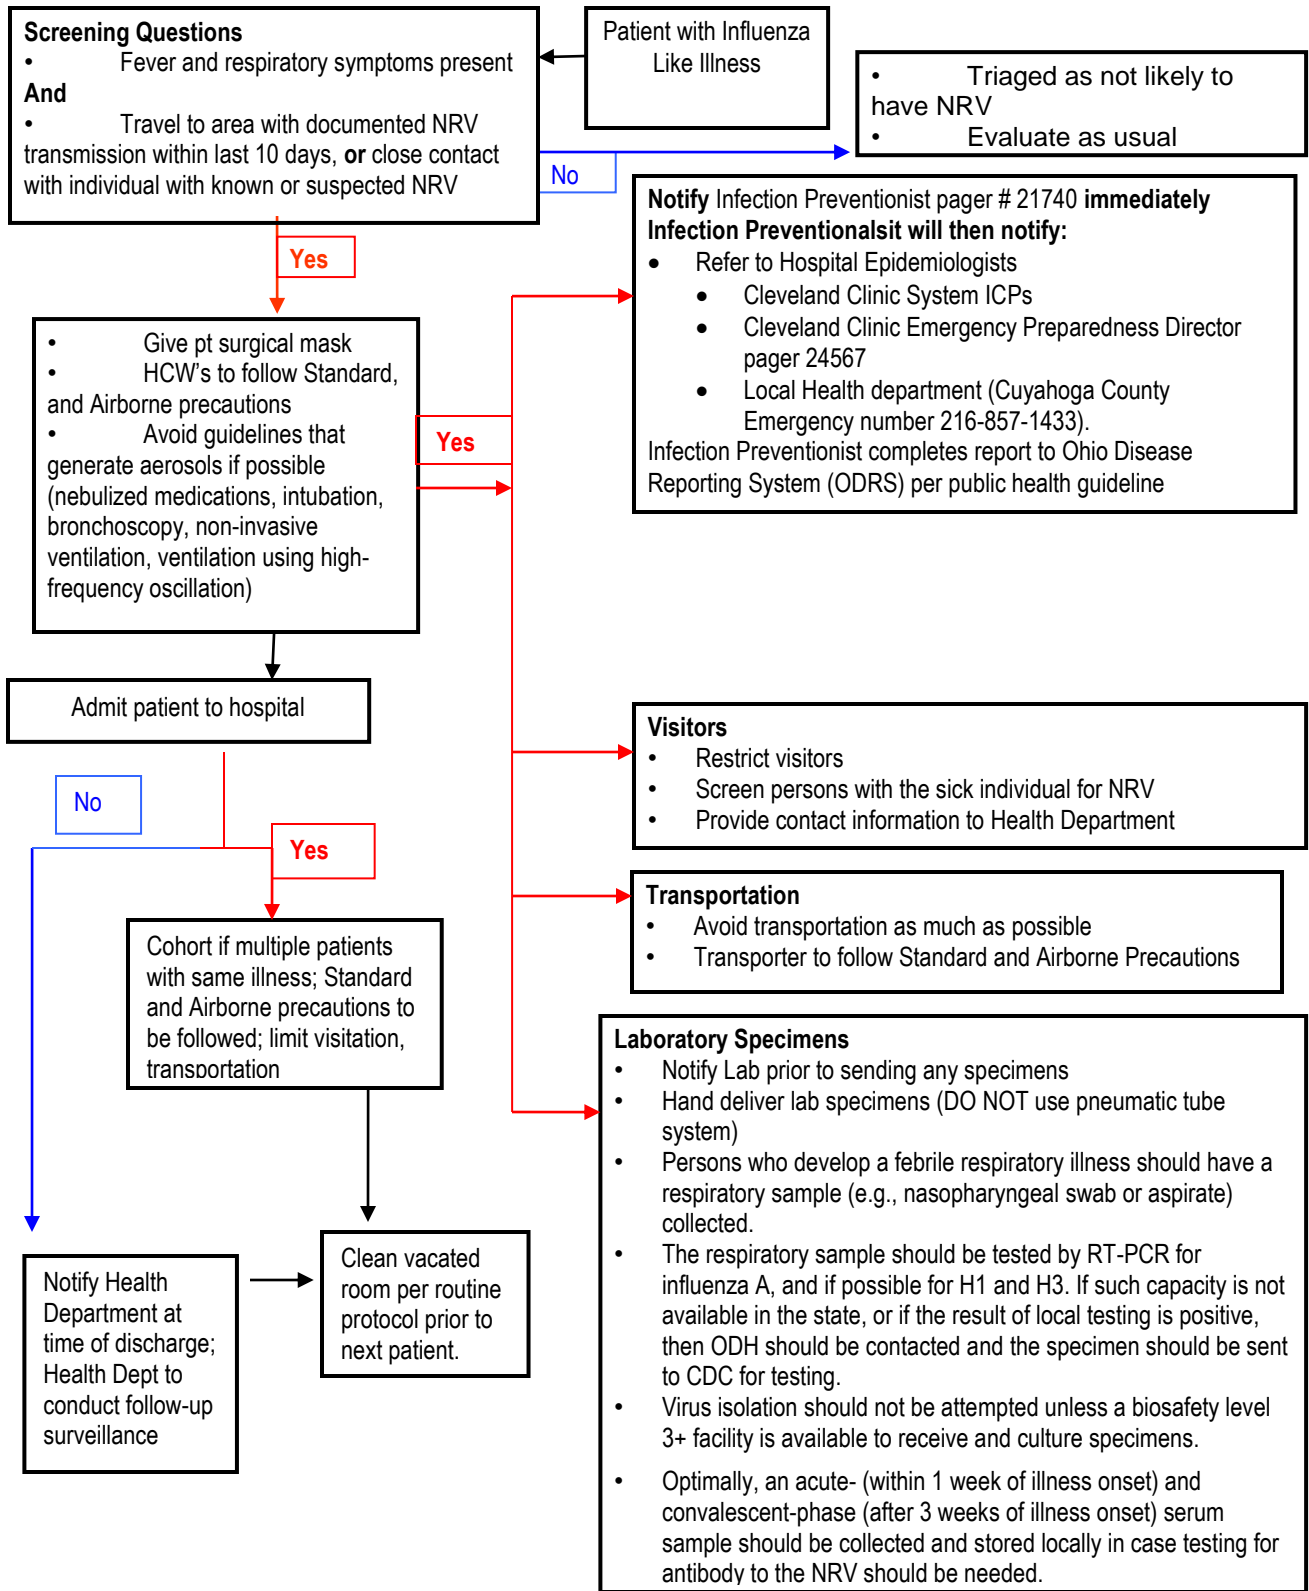 Screening Questions
• Fever and respiratory symptoms present
And
• Travel to area with documented NRV
transmission within last 10 days, or close contact
with individual with known or suspected NRV
Patient with Influenza
Like Illness
• Triaged as not likely to
have NRV
• Evaluate as usual
No
Yes
Notify Infection Preventionist pager # 21740 immediately
Infection Preventionalsit will then notify:
• Refer to Hospital Epidemiologists
• Cleveland Clinic System ICPs
• Cleveland Clinic Emergency Preparedness Director
pager 24567
• Local Health department (Cuyahoga County
Emergency number 216-857-1433).
Infection Preventionist completes report to Ohio Disease
Reporting System (ODRS) per public health guideline
• Give pt surgical mask
• HCW's to follow Standard,
and Airborne precautions
• Avoid guidelines that
generate aerosols if possible
(nebulized medications, intubation,
bronchoscopy, non-invasive
ventilation, ventilation using high-
frequency oscillation)
Yes
Admit patient to hospital
No
Yes
Visitors
• Restrict visitors
• Screen persons with the sick individual for NRV
• Provide contact information to Health Department
Transportation
• Avoid transportation as much as possible
• Transporter to follow Standard and Airborne Precautions
Cohort if multiple patients
with same illness; Standard
and Airborne precautions to
be followed; limit visitation,
transportation
Laboratory Specimens
• Notify Lab prior to sending any specimens
• Hand deliver lab specimens (DO NOT use pneumatic tube
system)
• Persons who develop a febrile respiratory illness should have a
respiratory sample (e.g., nasopharyngeal swab or aspirate)
collected.
• The respiratory sample should be tested by RT-PCR for
influenza A, and if possible for H1 and H3. If such capacity is not
available in the state, or if the result of local testing is positive,
then ODH should be contacted and the specimen should be sent
to CDC for testing.
• Virus isolation should not be attempted unless a biosafety level
3+ facility is available to receive and culture specimens.
• Optimally, an acute- (within 1 week of illness onset) and
convalescent-phase (after 3 weeks of illness onset) serum
sample should be collected and stored locally in case testing for
antibody to the NRV should be needed.
Notify Health
Department at
time of discharge;
Health Dept to
conduct follow-up
surveillance
Clean vacated
room per routine
protocol prior to
next patient.